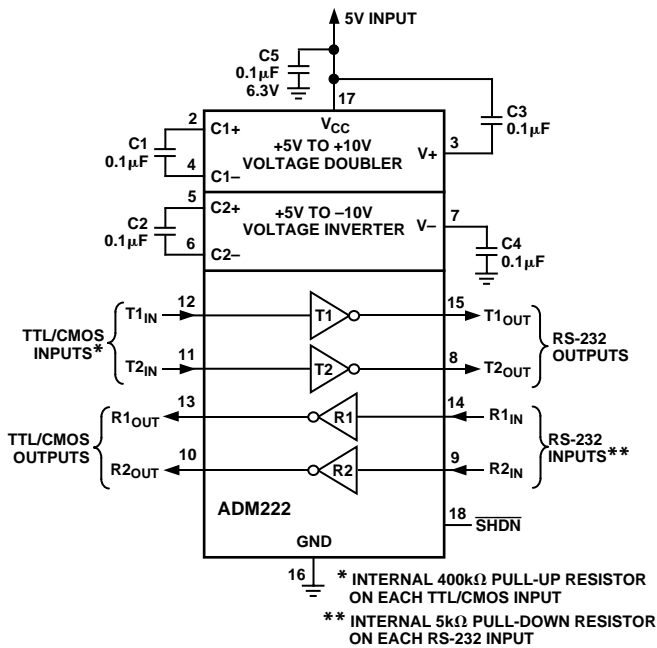 5V INPUT
C5
0.1µF
6.3V
17
C3
0.1µF
2
C1+
VCC
+5V TO +10V
VOLTAGE DOUBLER
V+
3
C1
0.1µF
4
C1–
5
C2+
+5V TO –10V
VOLTAGE INVERTER
V–
7
C2
0.1µF
6
C2–
C4
0.1µF
TTL/CMOS
INPUTS*
T1IN
12
T1
15
T1OUT
T2IN
11
T2
8
T2OUT
RS-232
OUTPUTS
TTL/CMOS
OUTPUTS
R1OUT
13
R1
14
R1IN
R2OUT
10
R2
9
R2IN
RS-232
INPUTS**
ADM222
18
SHDN
GND
16
* INTERNAL 400kΩ PULL-UP RESISTOR
ON EACH TTL/CMOS INPUT
** INTERNAL 5kΩ PULL-DOWN RESISTOR
ON EACH RS-232 INPUT